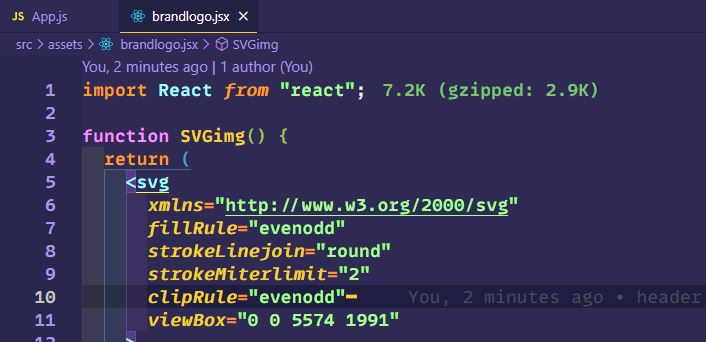 JS App.js brandlogo.jsx ×
src > assets > brandlogo.jsx > SVGimg
You, 2 minutes ago | 1 author (You)
1 import React from "react"; 7.2K (gzipped: 2.9K)
2
3 function SVGimg() {
4 return (
5 <svg
6 xmlns="http://www.w3.org/2000/svg"
7 fillRule="evenodd"
8 strokeLinejoin="round"
9 strokeMiterlimit="2"
10 clipRule="evenodd" You, 2 minutes ago • header
11 viewBox="0 0 5574 1991"
12 >